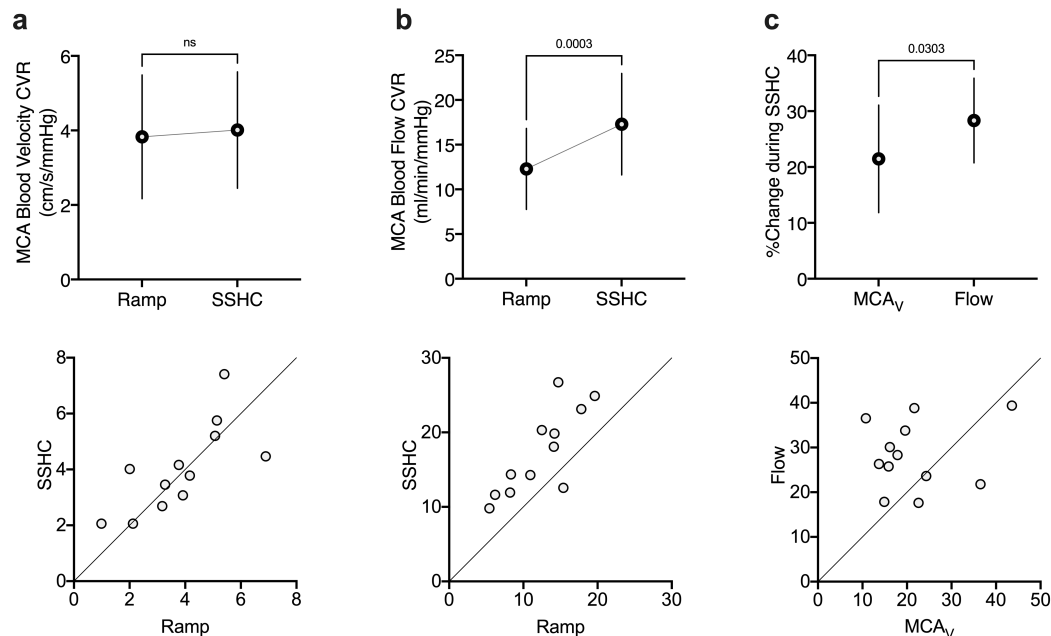 a
ns
MCA Blood Velocity CVR
(cm/s/mmHg)
6
4
2
0
Ramp SSHC
b
0.0003
MCA Blood Flow CVR
(ml/min/mmHg)
25
20
15
10
5
0
Ramp SSHC
c
0.0303
%Change during SSHC
40
30
20
10
0
MCAV Flow
SSHC
8
6
4
2
0
0 2 4 6 8
Ramp
SSHC
30
20
10
0
0 10 20 30
Ramp
Flow
50
40
30
20
10
0
0 10 20 30 40 50
MCAV